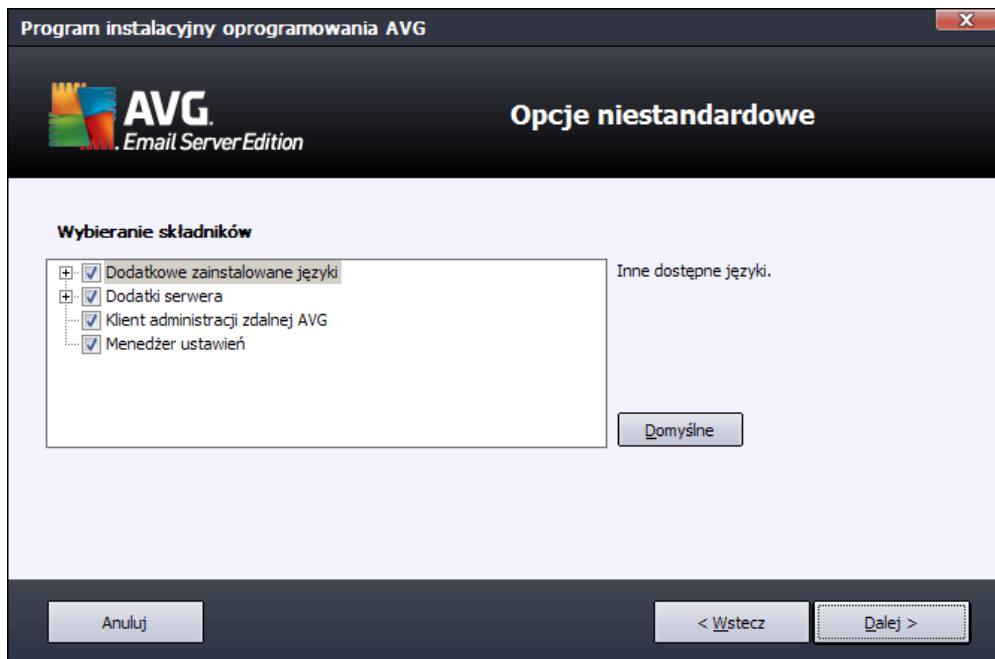 Program instalacyjny oprogramowania AVG
AVG.
Email Server Edition
Opcje niestandardowe
Wybieranie składników
Dodatkowe zainstalowane języki
Inne dostępne języki.
Dodatki serwera
Klient administracji zdalnej AVG
Menedżer ustawień
Domyślne
Anuluj
< Wstecz
Dalej >